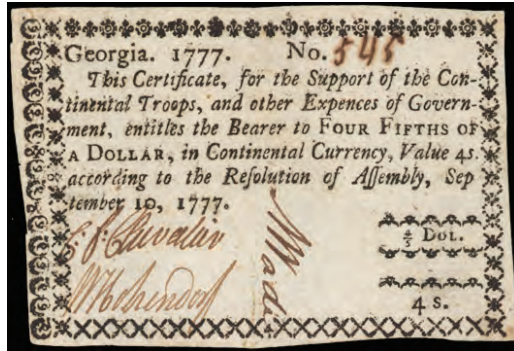 Georgia. 1777. No. 545
This Certificate, for the Support of the Con-
tinental Troops, and other Expences of Govern-
ment, entitles the Bearer to FOUR FIFTHS OF
A DOLLAR, in Continental Currency, Value 4s.
according to the Resolution of Assembly, Sep
tember 10, 1777.
4/5 DOL.
4 s.